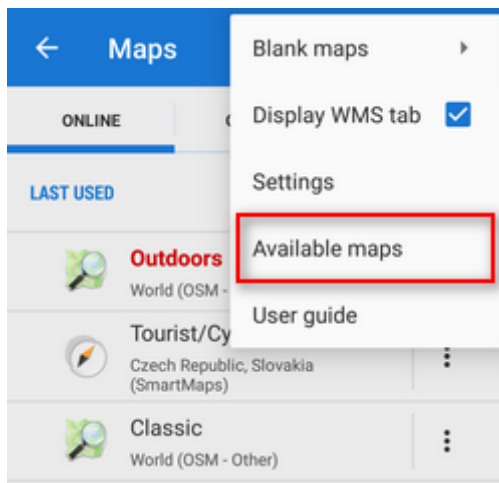 Maps
ONLINE
LAST USED
Outdoors
World (OSM -
Tourist/Cy
Czech Republic, Slovakia
(SmartMaps)
Classic
World (OSM - Other)
Blank maps
Display WMS tab
Settings
Available maps
User guide